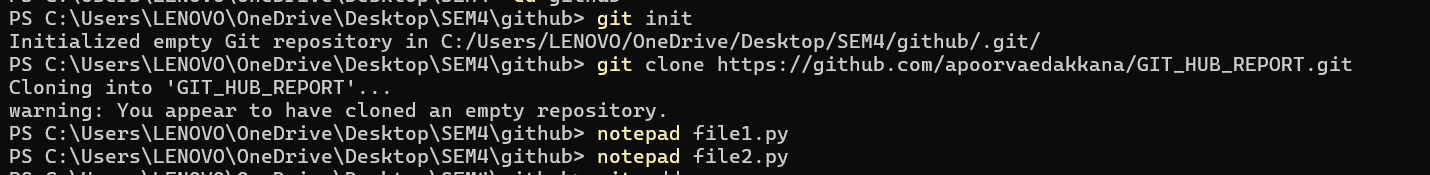 PS C:\Users\LENOVO\OneDrive\Desktop\SEM4\github> git init
Initialized empty Git repository in C:/Users/LENOVO/OneDrive/Desktop/SEM4/github/.git/
PS C:\Users\LENOVO\OneDrive\Desktop\SEM4\github> git clone https://github.com/apoorvaedakkana/GIT_HUB_REPORT.git
Cloning into 'GIT_HUB_REPORT'...
warning: You appear to have cloned an empty repository.
PS C:\Users\LENOVO\OneDrive\Desktop\SEM4\github> notepad file1.py
PS C:\Users\LENOVO\OneDrive\Desktop\SEM4\github> notepad file2.py